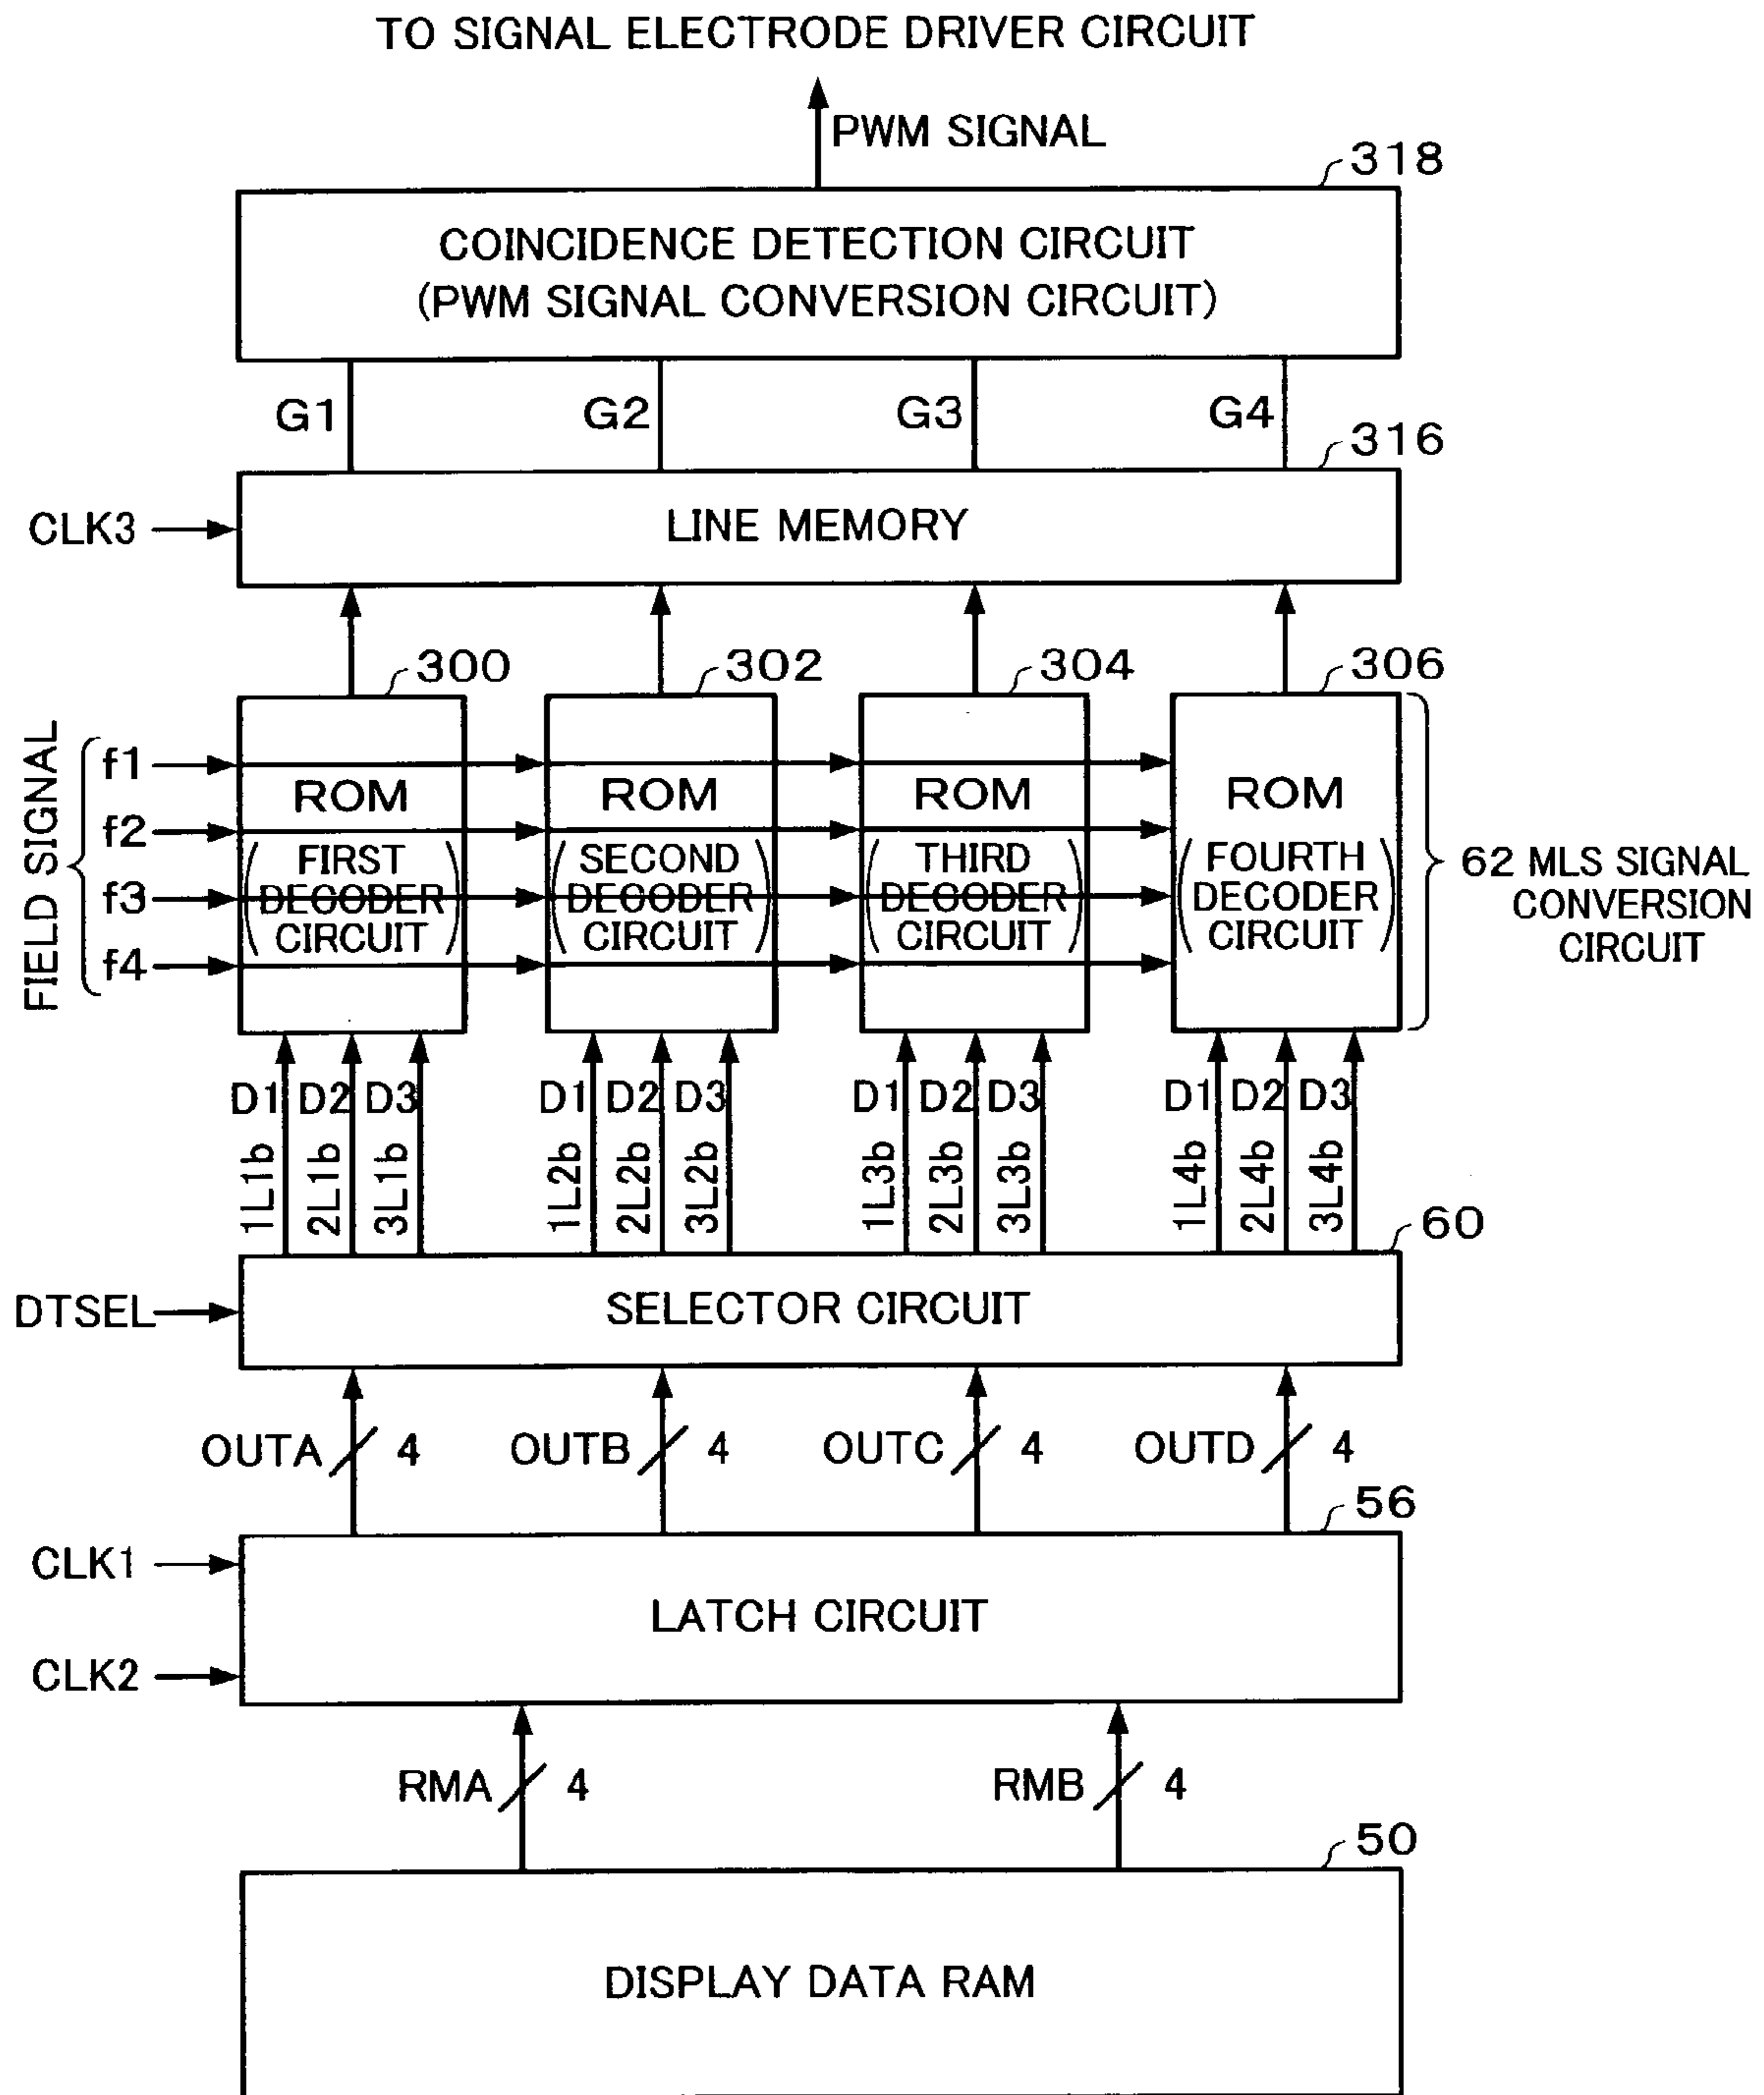 TO SIGNAL ELECTRODE DRIVER CIRCUIT
PWM SIGNAL
318
COINCIDENCE DETECTION CIRCUIT
(PWM SIGNAL CONVERSION CIRCUIT)
G1 G2 G3 G4
316
CLK3
LINE MEMORY
300 302 304 306
FIELD SIGNAL
f1
f2
f3
f4
ROM
(FIRST
DECODER
CIRCUIT)
ROM
(SECOND
DECODER
CIRCUIT)
ROM
(THIRD
DECODER
CIRCUIT)
ROM
(FOURTH
DECODER
CIRCUIT)
62 MLS SIGNAL
CONVERSION
CIRCUIT
D1 D2 D3 D1 D2 D3 D1 D2 D3 D1 D2 D3
1L1b 2L1b 3L1b 1L2b 2L2b 3L2b 1L3b 2L3b 3L3b 1L4b 2L4b 3L4b
60
DTSEL
SELECTOR CIRCUIT
OUTA 4 OUTB 4 OUTC 4 OUTD 4
56
CLK1
LATCH CIRCUIT
CLK2
RMA 4 RMB 4
50
DISPLAY DATA RAM